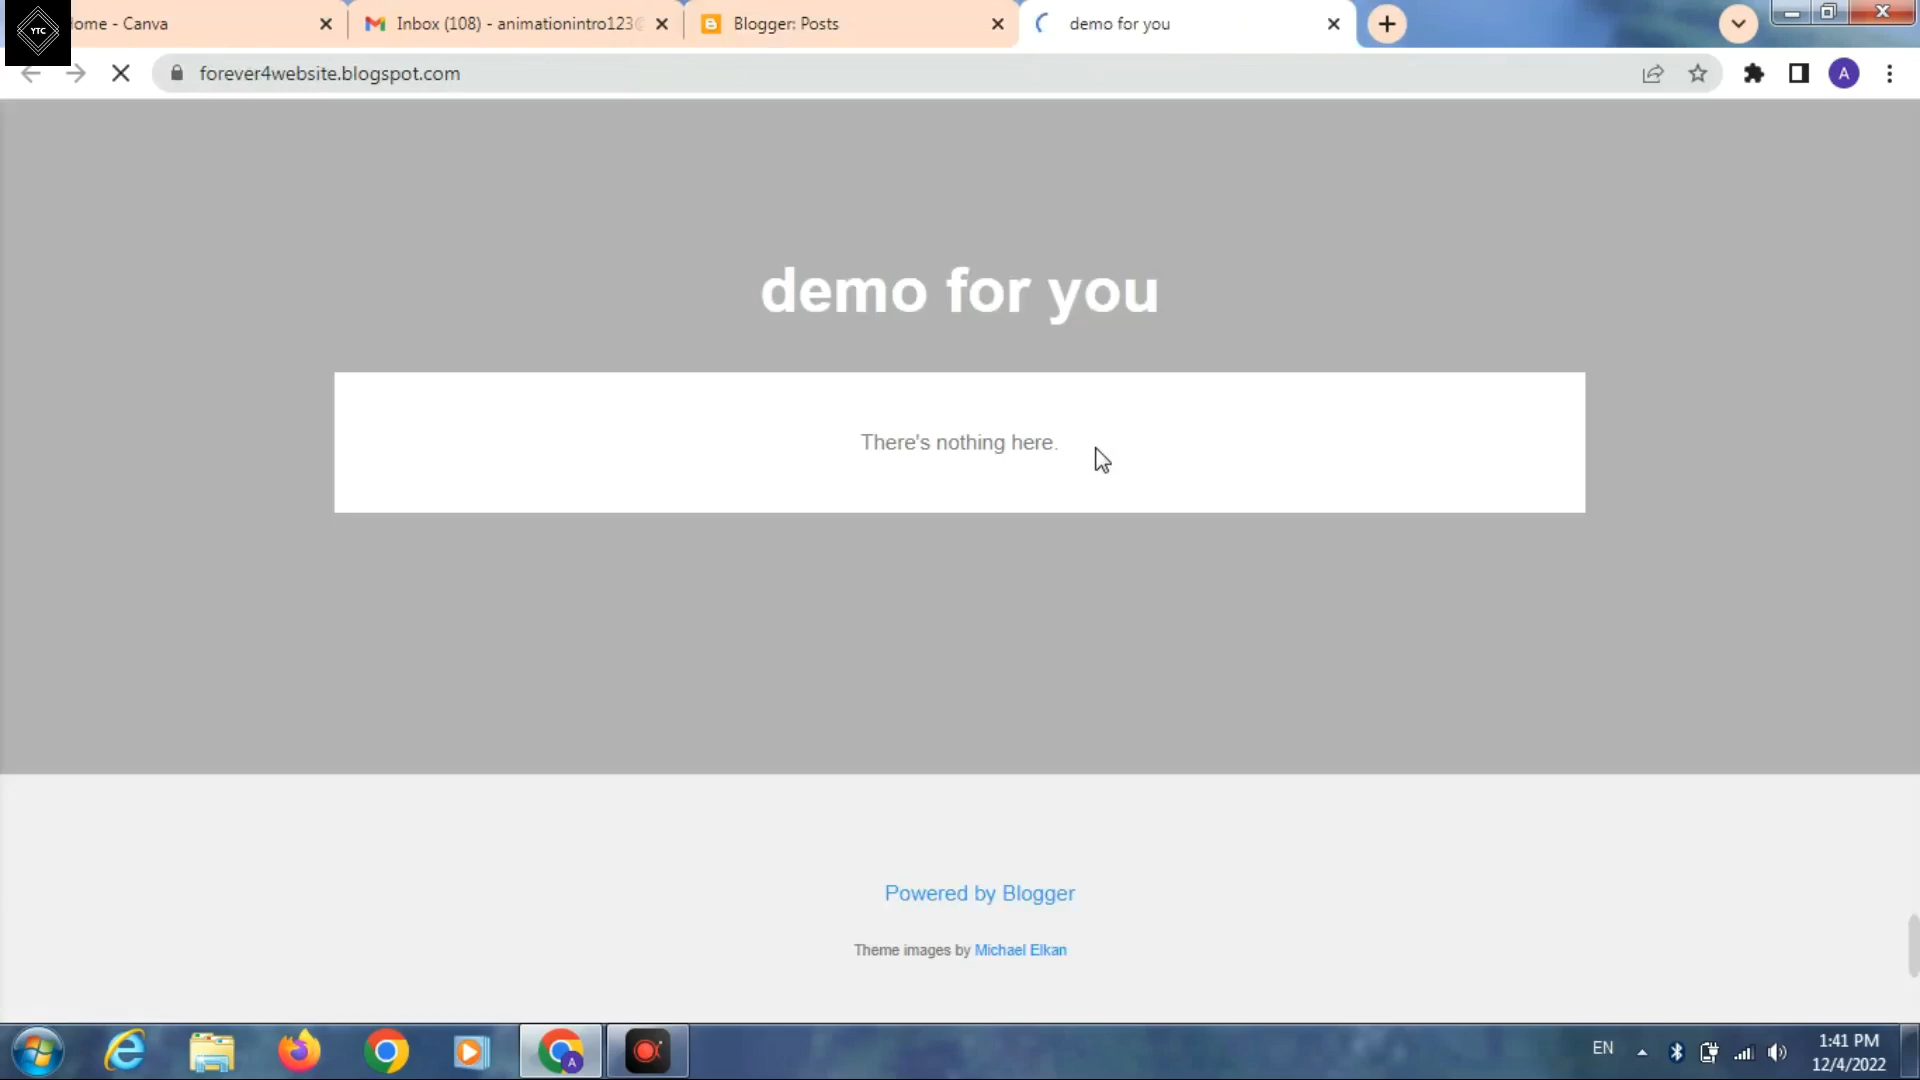 YTC
ome - Canva
Inbox (108) - animationintro123@
Blogger: Posts
demo for you
forever4website.blogspot.com
A
demo for you
There's nothing here.
Powered by Blogger
Theme images by Michael Elkan
A
EN
1:41 PM
12/4/2022